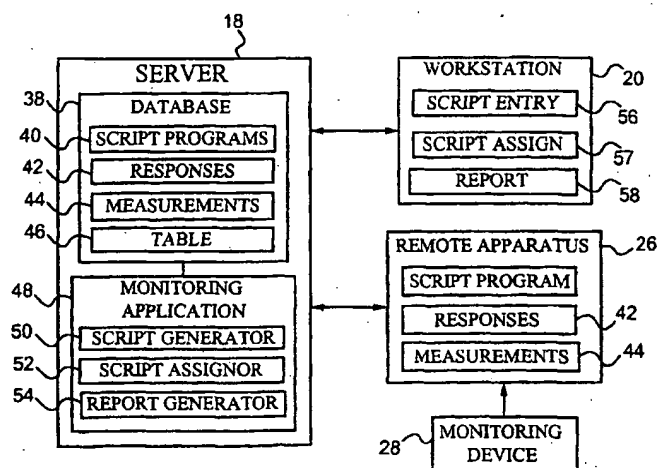 18
SERVER
38
DATABASE
40
SCRIPT PROGRAMS
42
RESPONSES
44
MEASUREMENTS
46
TABLE
48
MONITORING
APPLICATION
50
SCRIPT GENERATOR
52
SCRIPT ASSIGNOR
54
REPORT GENERATOR
WORKSTATION
20
SCRIPT ENTRY
56
SCRIPT ASSIGN
57
REPORT
58
REMOTE APPARATUS
26
SCRIPT PROGRAM
RESPONSES
42
MEASUREMENTS
44
28
MONITORING
DEVICE